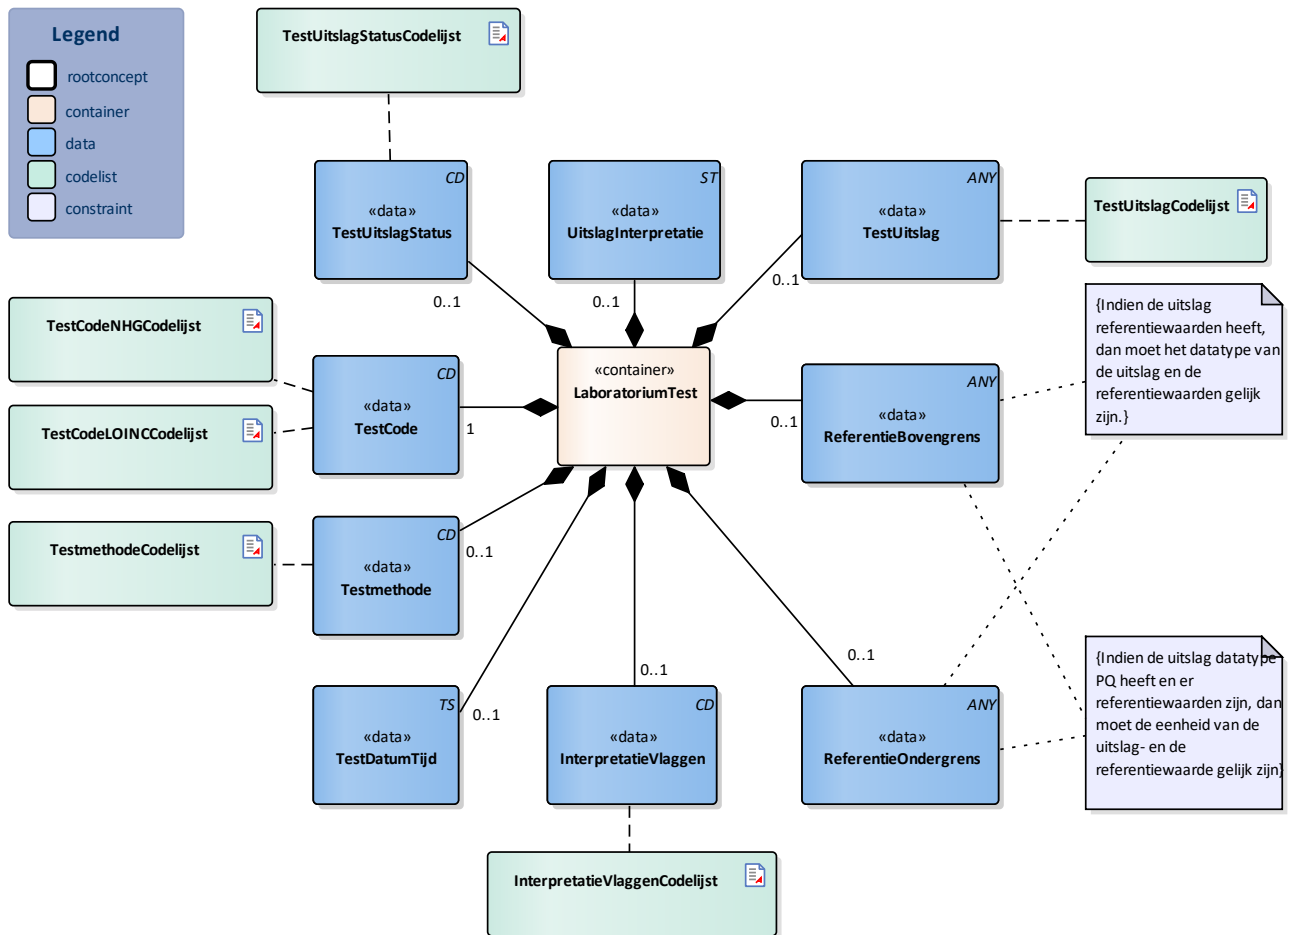 Legend
rootconcept
container
data
codelist
constraint
TestUitslagStatusCodelijst
CD
«data»
TestUitslagStatus
0..1
ST
«data»
UitslagInterpretatie
0..1
ANY
«data»
TestUitslag
0..1
TestUitslagCodelijst
TestCodeNHGCodelijst
TestCodeLOINCCodelijst
CD
«data»
TestCode
1
«container»
LaboratoriumTest
ANY
«data»
ReferentieBovengrens
0..1
{Indien de uitslag
referentiewaarden heeft,
dan moet het datatype van
de uitslag en de
referentiewaarden gelijk
zijn.}
TestmethodeCodelijst
CD
«data»
Testmethode
0..1
TS
«data»
TestDatumTijd
0..1
CD
«data»
InterpretatieVlaggen
0..1
ANY
«data»
ReferentieOndergrens
0..1
{Indien de uitslag datatype
PQ heeft en er
referentiewaarden zijn, dan
moet de eenheid van de
uitslag- en de
referentiewaarde gelijk zijn}
InterpretatieVlaggenCodelijst